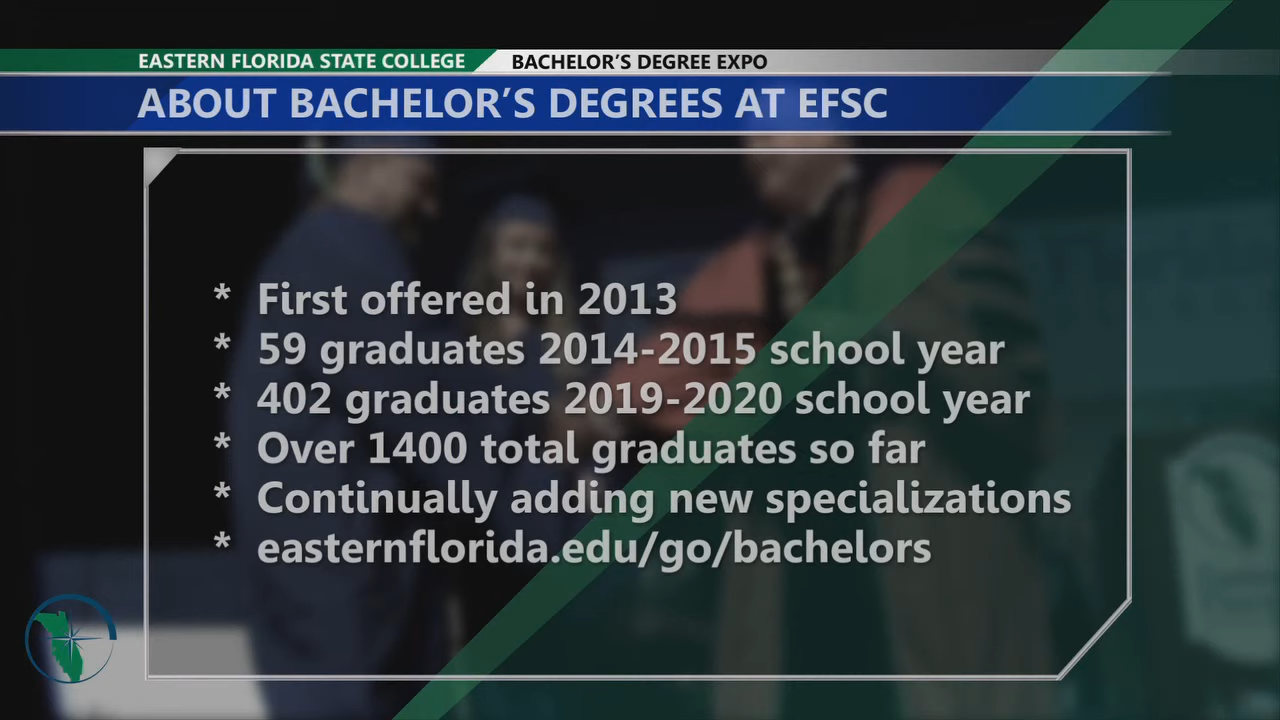 EASTERN FLORIDA STATE COLLEGE BACHELOR’S DEGREE EXPO
ABOUT BACHELOR’S DEGREES AT EFSC
* First offered in 2013
* 59 graduates 2014-2015 school year
* 402 graduates 2019-2020 school year
* Over 1400 total graduates so far
* Continually adding new specializations
* easternflorida.edu/go/bachelors